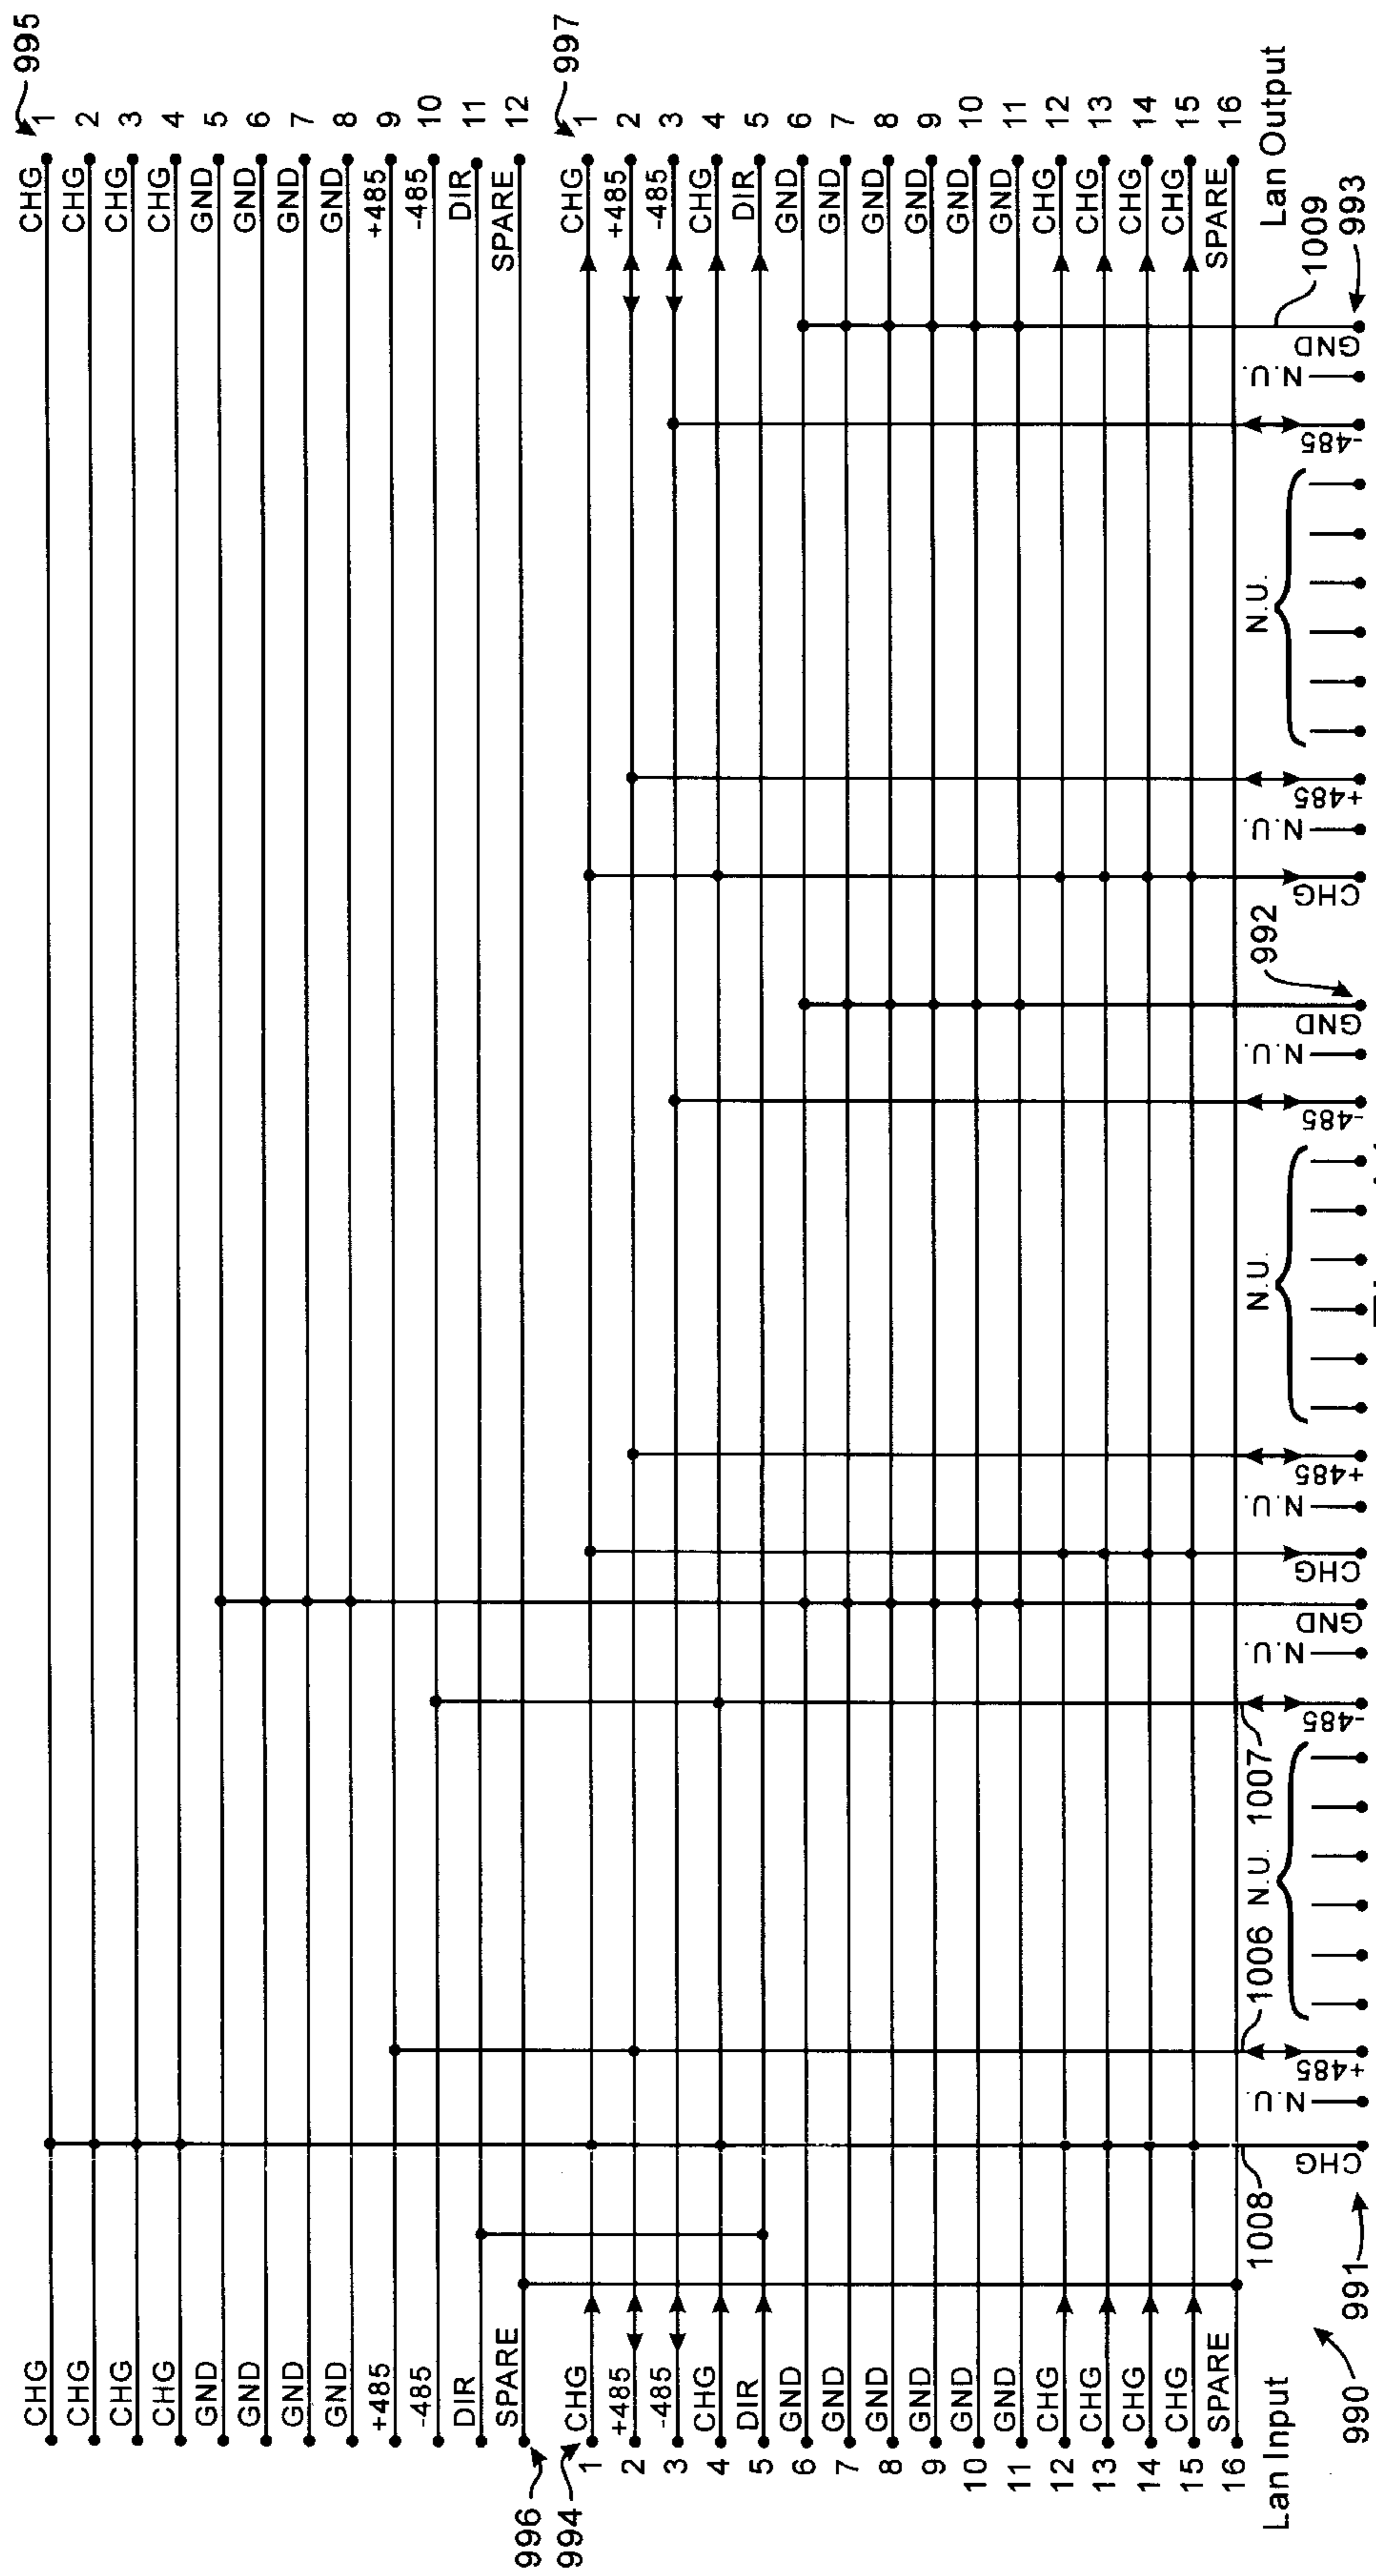 995
CHG 1
CHG 2
CHG 3
CHG 4
GND 5
GND 6
GND 7
GND 8
+485 9
-485 10
DIR 11
SPARE 12
CHG
CHG
CHG
CHG
GND
GND
GND
GND
+485
-485
DIR
SPARE
996
994
997
CHG 1
+485 2
-485 3
CHG 4
DIR 5
GND 6
GND 7
GND 8
GND 9
GND 10
GND 11
CHG 12
CHG 13
CHG 14
CHG 15
SPARE 16
Lan Output
1 CHG
2 +485
3 -485
4 CHG
5 DIR
6 GND
7 GND
8 GND
9 GND
10 GND
11 GND
12 CHG
13 CHG
14 CHG
15 CHG
16 SPARE
Lan Input
990
991
1008
CHG
N.U.
+485
1006
N.U.
1007
-485
N.U.
GND
CHG
N.U.
+485
N.U.
-485
N.U.
GND
992
CHG
N.U.
+485
N.U.
-485
N.U.
GND
1009
993